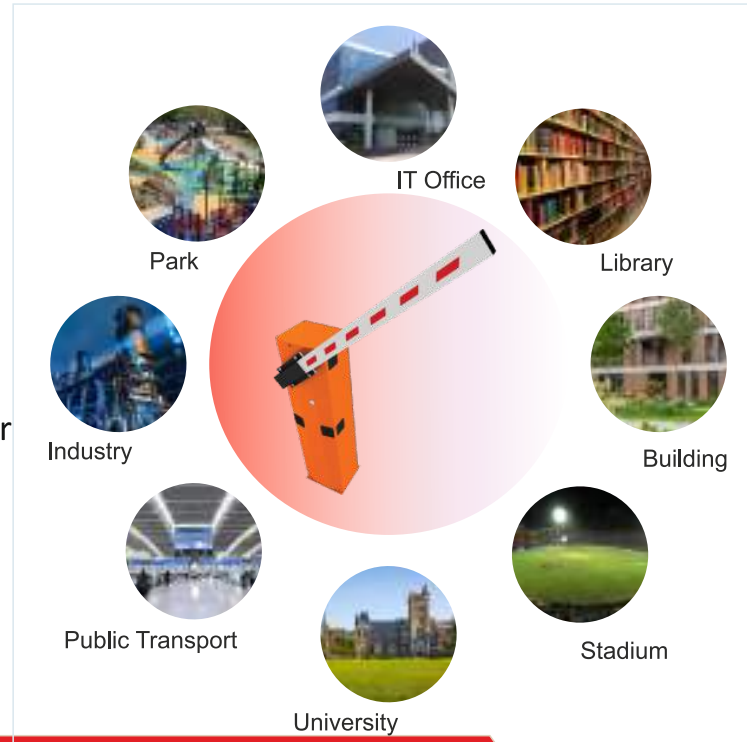 IT Office
Park
Library
r
Industry
Building
Public Transport
Stadium
University